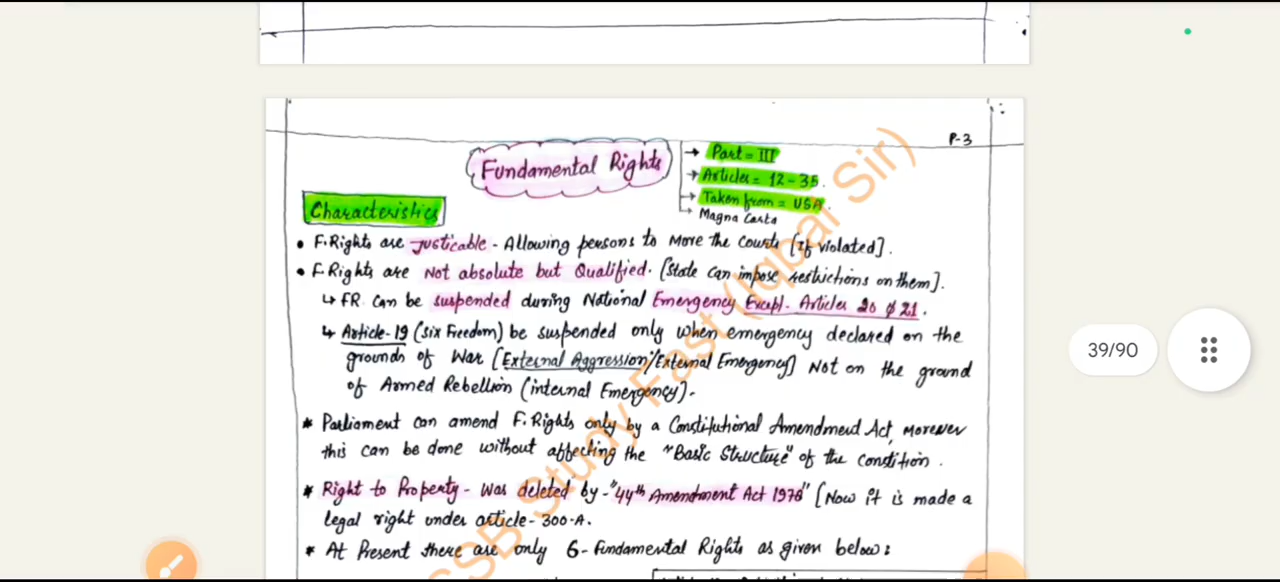 P-3
Fundamental Rights
→ Part = III
→ Articles = 12 - 35.
→ Taken from = USA.
Magna Carta
Characteristics
• F.Rights are justicable - Allowing persons to Move the Courts [If violated].
• F.Rights are Not absolute but Qualified. [State can impose restrictions on them].
↳ FR can be suspended during National Emergency Except - Articles 20 & 21.
↳ Article-19 (six Freedom) be suspended only when emergency declared on the
grounds of War [External Aggression/External Emergency] Not on the ground
of Armed Rebellion (internal Emergency).
* Parliament can amend F.Rights only by a Constitutional Amendment Act, moreover
this can be done without affecting the "Basic Structure" of the condition.
* Right to Property - Was deleted by - "44th Amendment Act 1978" [Now it is made a
legal right under article - 300-A.
* At Present there are only 6 - Fundamental Rights as given below:
SSB Study Fast (Iqbal Sir)
39/90